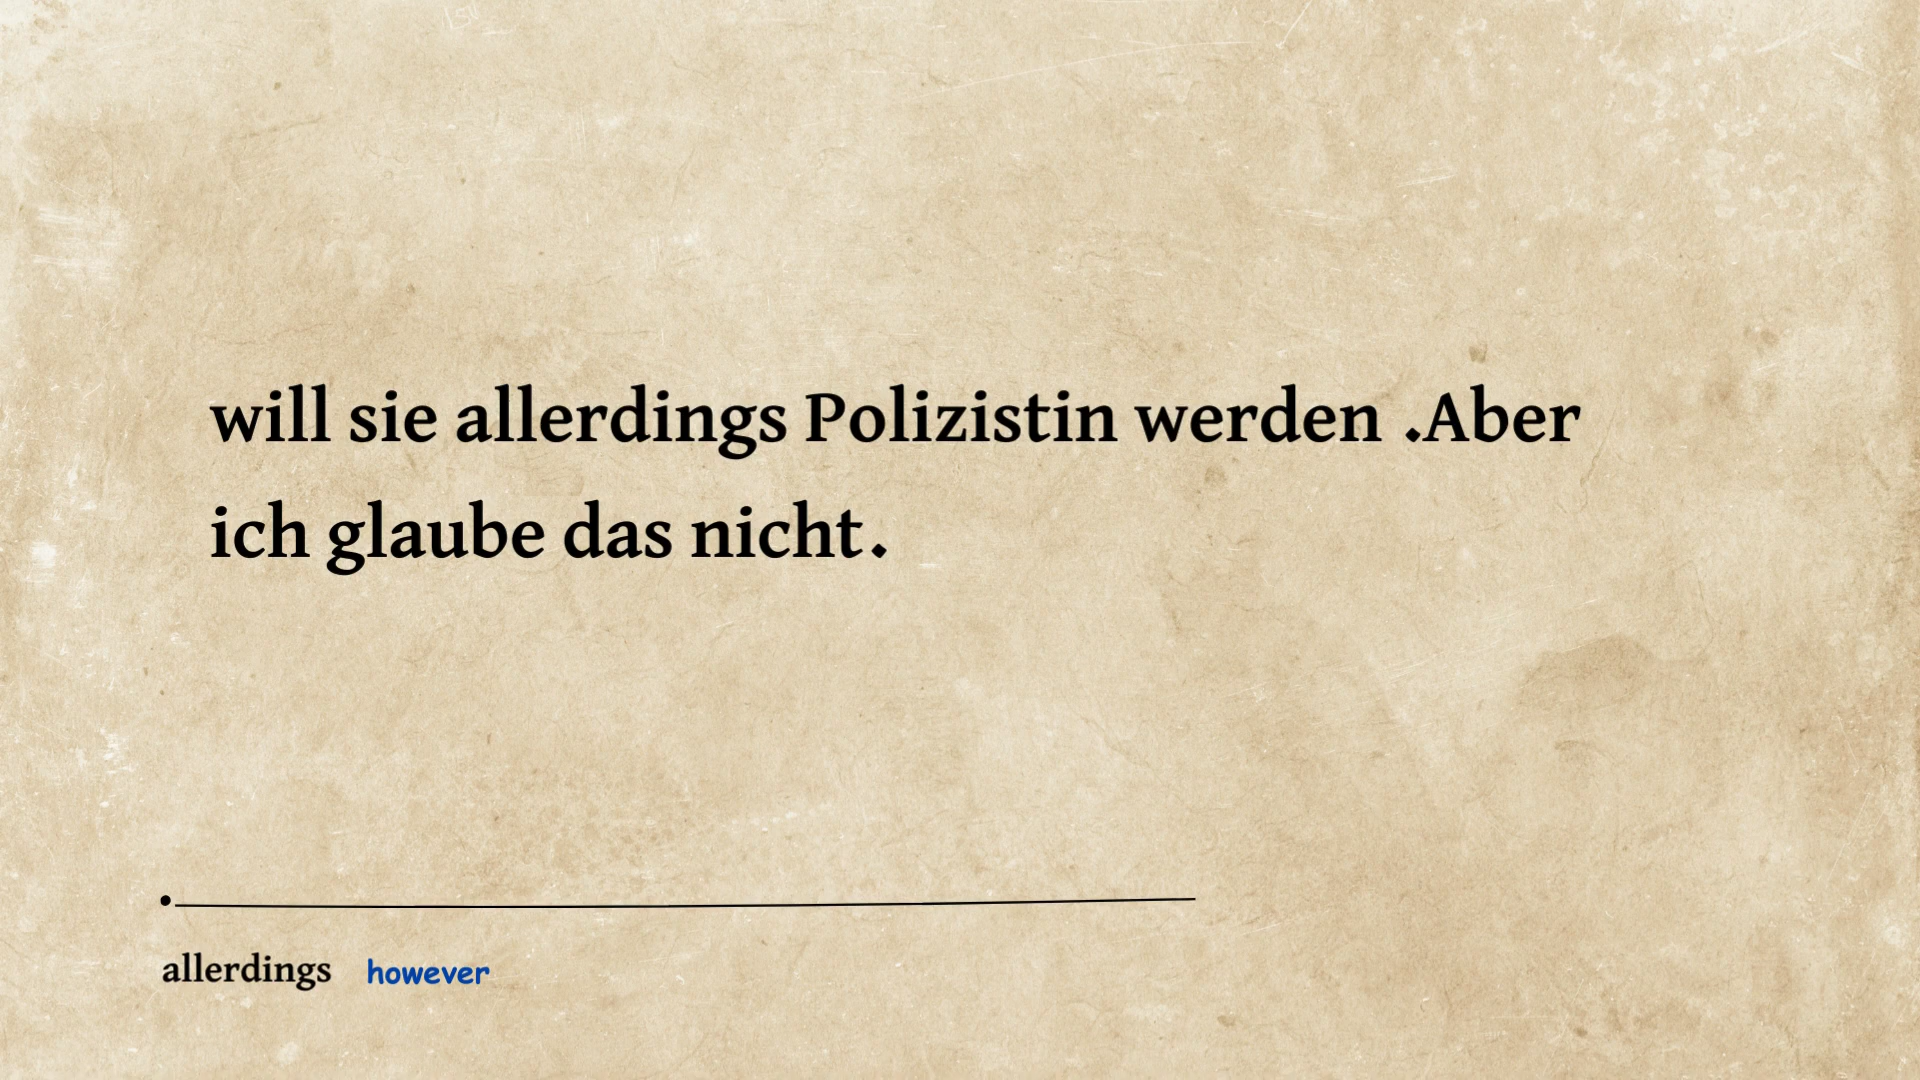 will sie allerdings Polizistin werden .Aber
ich glaube das nicht.
allerdings however